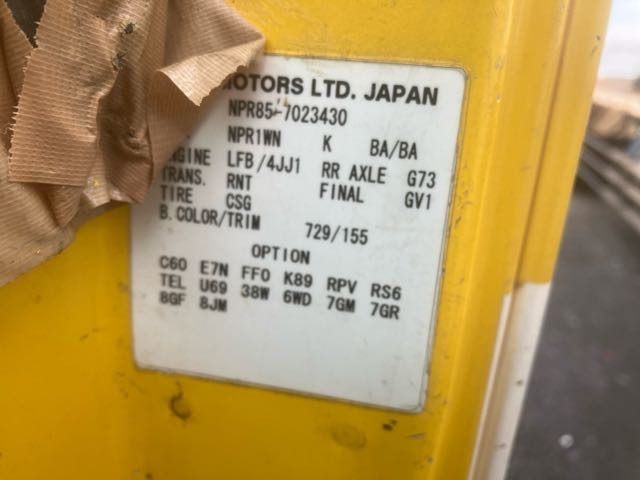 MOTORS LTD. JAPAN
NPR85-7023430
NPR1WN K BA/BA
ENGINE LFB/4JJ1 RR AXLE G73
TRANS. RNT FINAL GV1
TIRE CSG
B. COLOR/TRIM 729/155
OPTION
C60 E7N FF0 K89 RPV RS6
TEL U69 38W 6WD 7GM 7GR
8GF 8JM